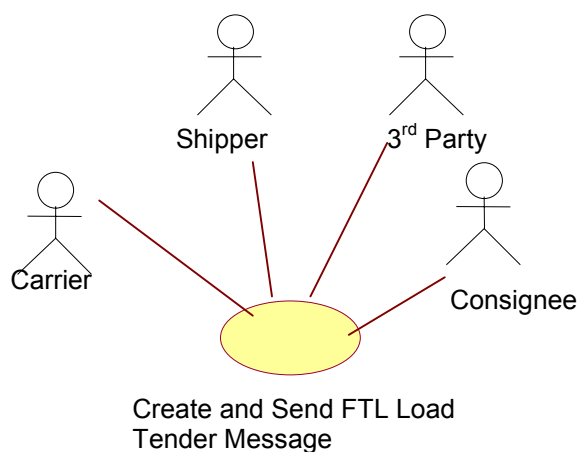 Shipper
3rd Party
Carrier
Consignee
Create and Send FTL Load
Tender Message